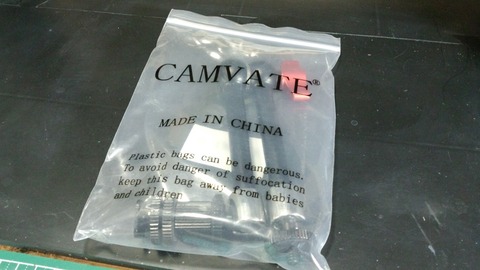 CAMVATE®
MADE IN CHINA
Plastic bags can be dangerous.
To avoid danger of suffocation
keep this bag away from babies
and children